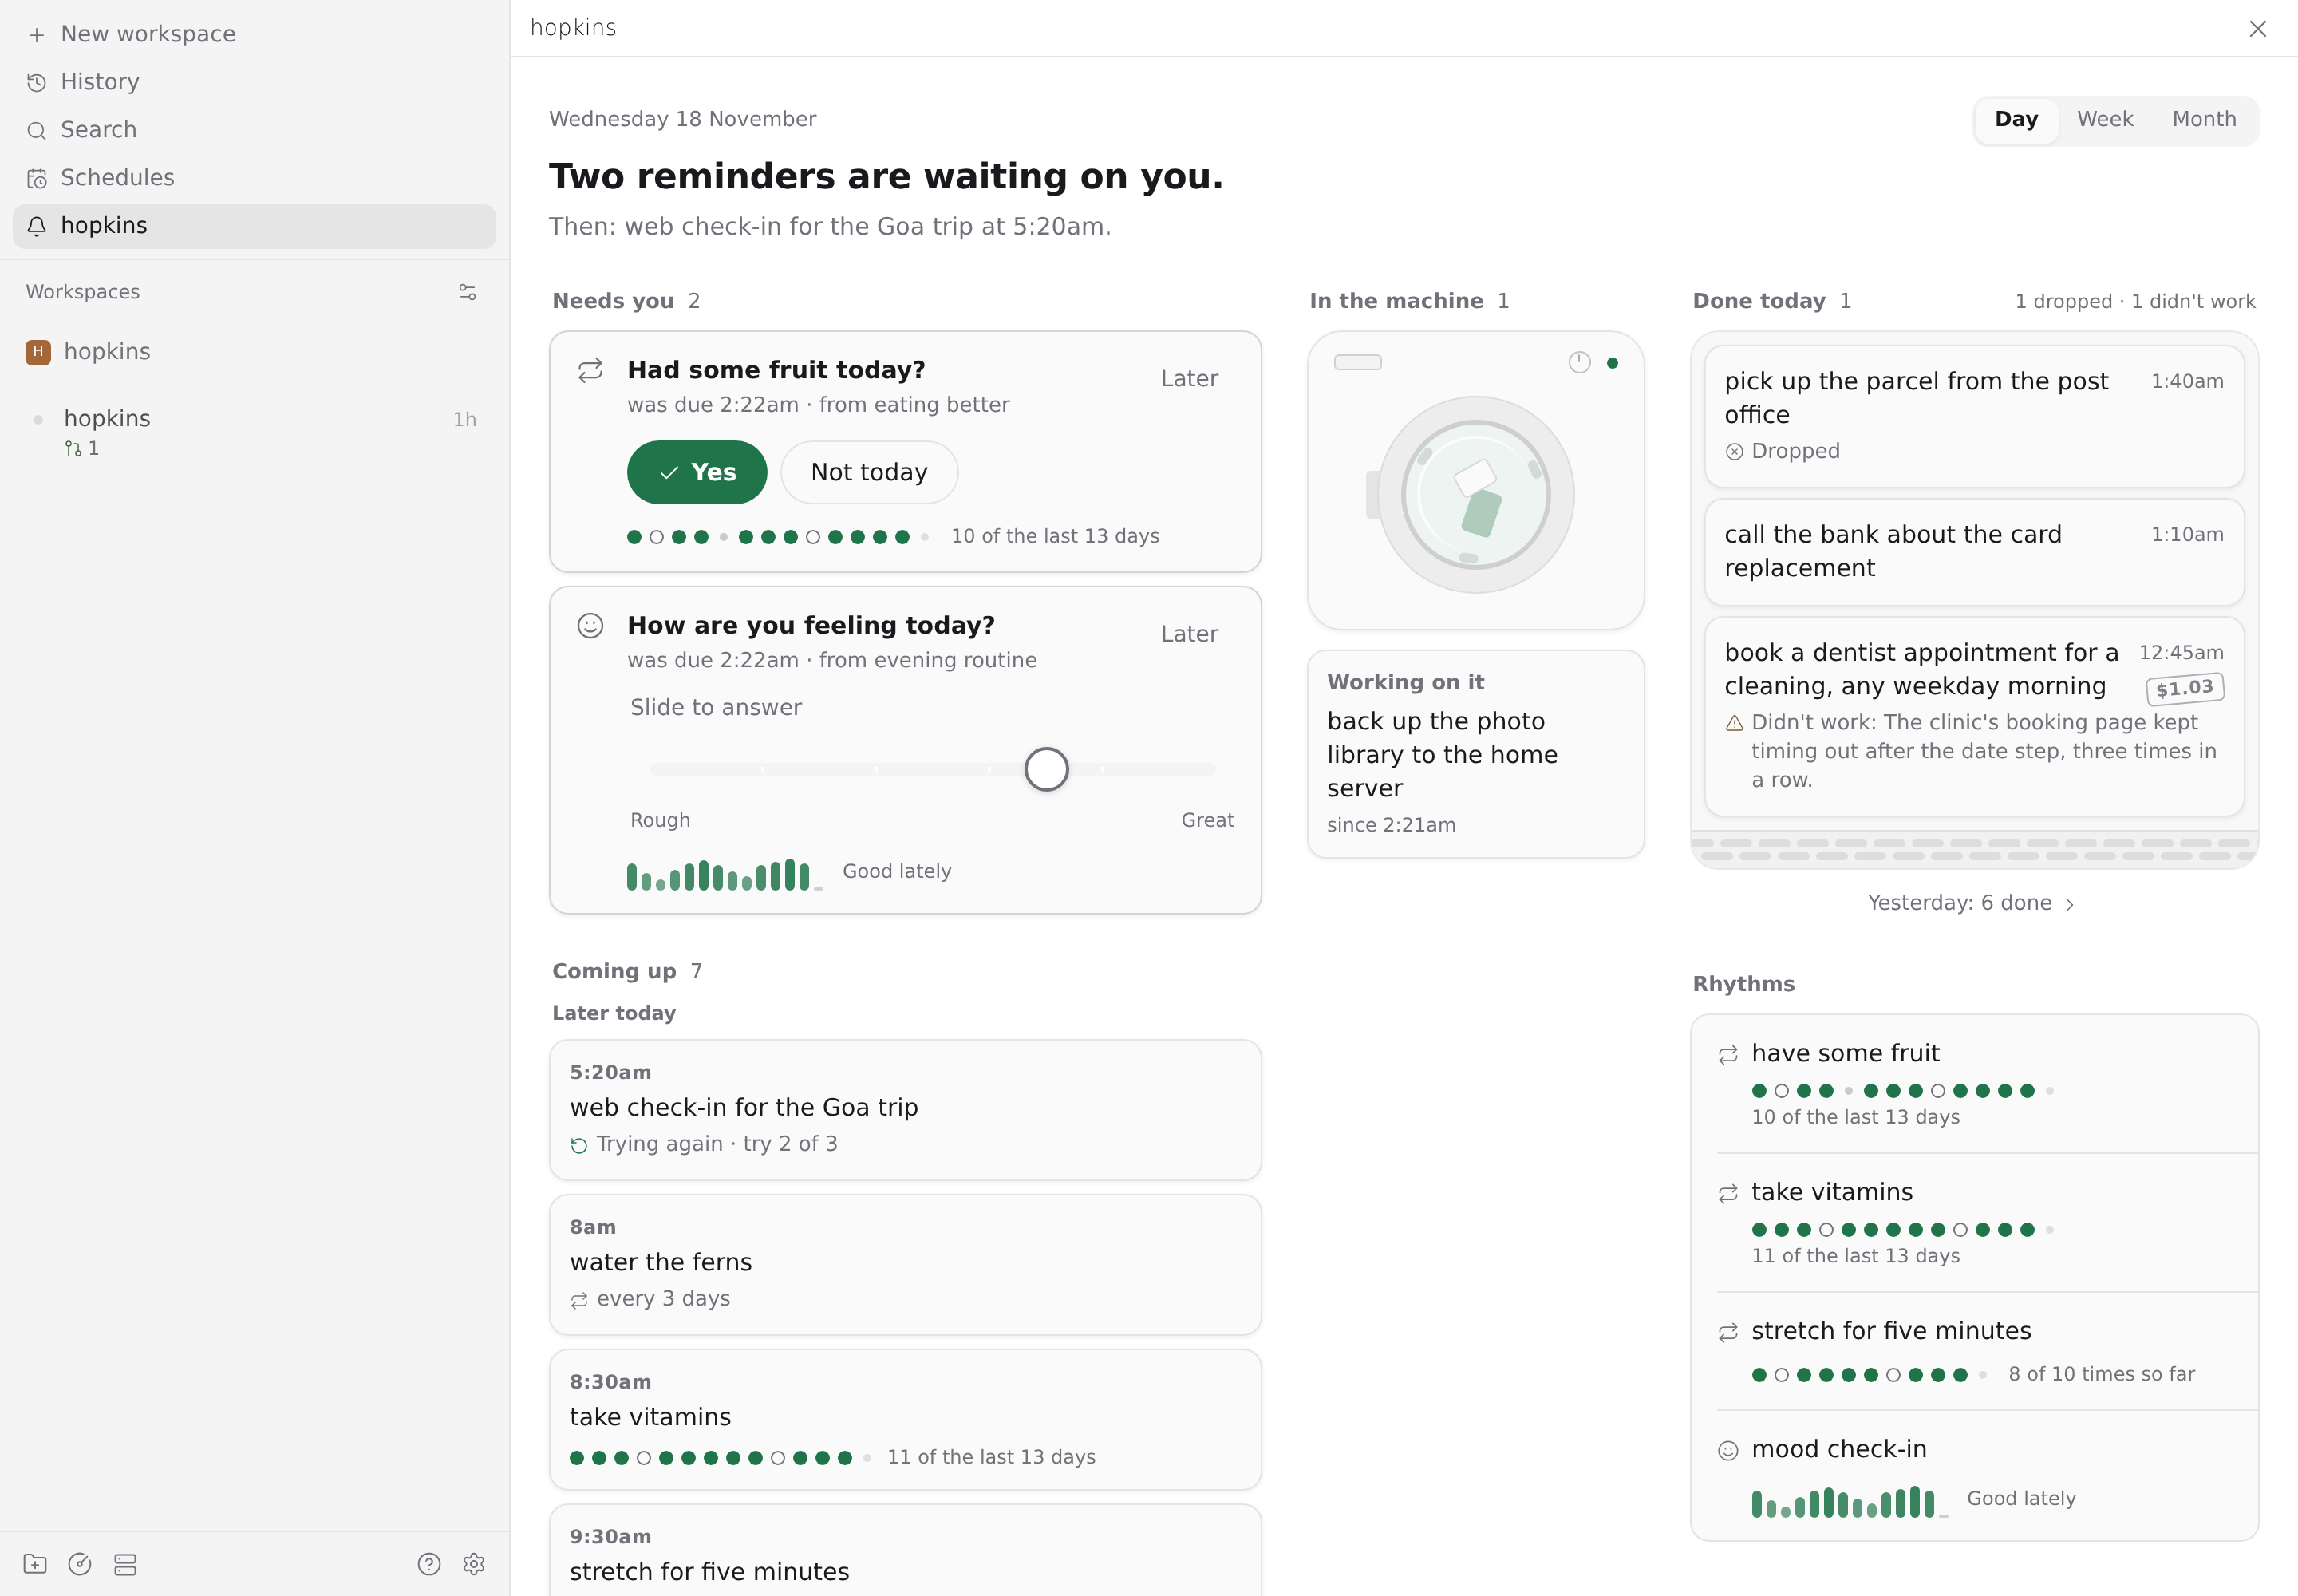 New workspace
History
Search
Schedules
hopkins
Workspaces
H hopkins
hopkins 1h
1
hopkins
Wednesday 18 November
Day Week Month
Two reminders are waiting on you.
Then: web check-in for the Goa trip at 5:20am.
Needs you 2
Had some fruit today?
Later
was due 2:22am · from eating better
Yes Not today
10 of the last 13 days
How are you feeling today?
Later
was due 2:22am · from evening routine
Slide to answer
Rough Great
Good lately
In the machine 1
Working on it
back up the photo
library to the home
server
since 2:21am
Done today 1 1 dropped · 1 didn't work
pick up the parcel from the post 1:40am
office
Dropped
call the bank about the card 1:10am
replacement
book a dentist appointment for a 12:45am
cleaning, any weekday morning $1.03
Didn't work: The clinic's booking page kept
timing out after the date step, three times in
a row.
Yesterday: 6 done
Coming up 7
Later today
5:20am
web check-in for the Goa trip
Trying again · try 2 of 3
8am
water the ferns
every 3 days
8:30am
take vitamins
11 of the last 13 days
9:30am
stretch for five minutes
Rhythms
have some fruit
10 of the last 13 days
take vitamins
11 of the last 13 days
stretch for five minutes
8 of 10 times so far
mood check-in
Good lately